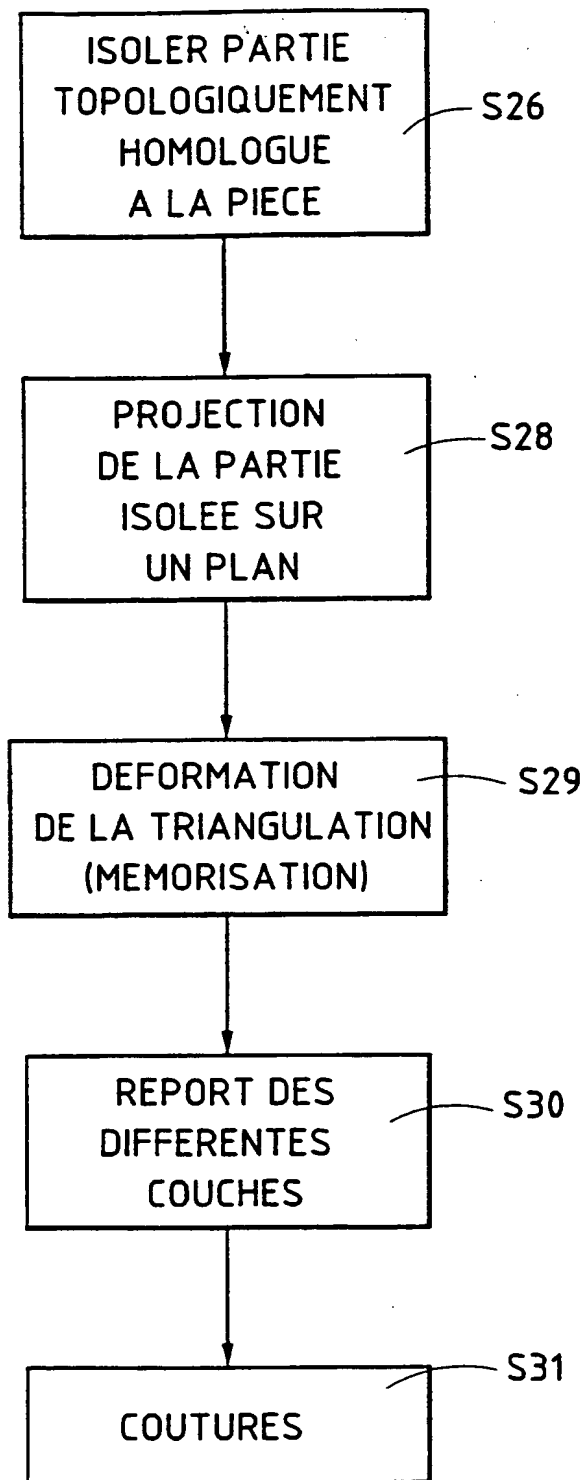 ISOLER PARTIE
TOPOLOGIQUEMENT
HOMOLOGUE
A LA PIECE
S26
PROJECTION
DE LA PARTIE
ISOLEE SUR
UN PLAN
S28
DEFORMATION
DE LA TRIANGULATION
(MEMORISATION)
S29
REPORT DES
DIFFERENTES
COUCHES
S30
COUTURES
S31